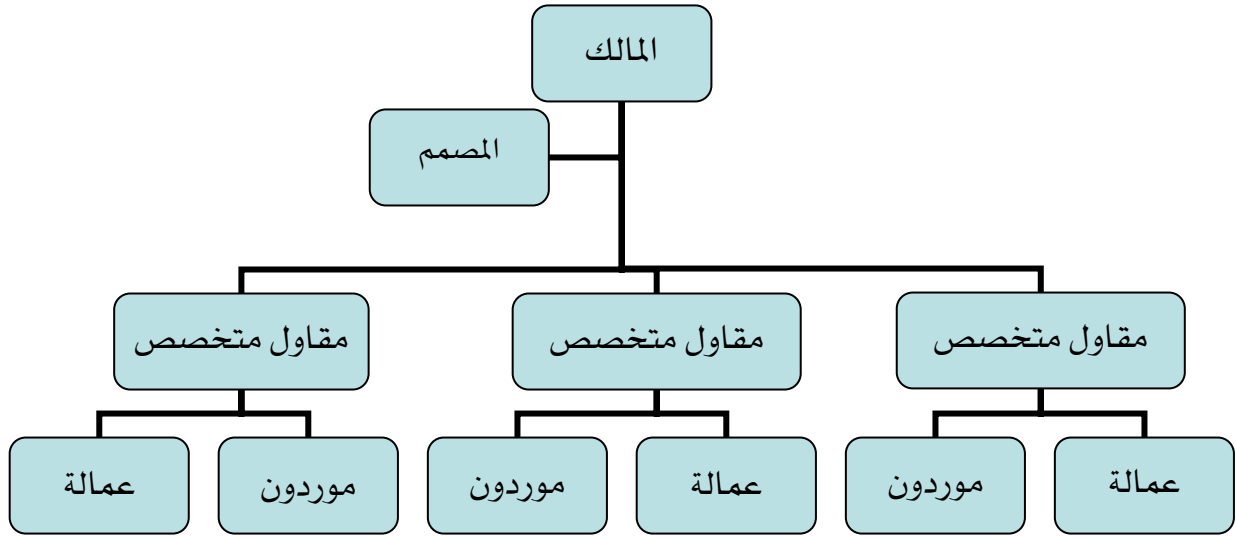 المالك
المصمم
مقاول متخصص
مقاول متخصص
مقاول متخصص
عمالة
موردون
عمالة
موردون
موردون
عمالة